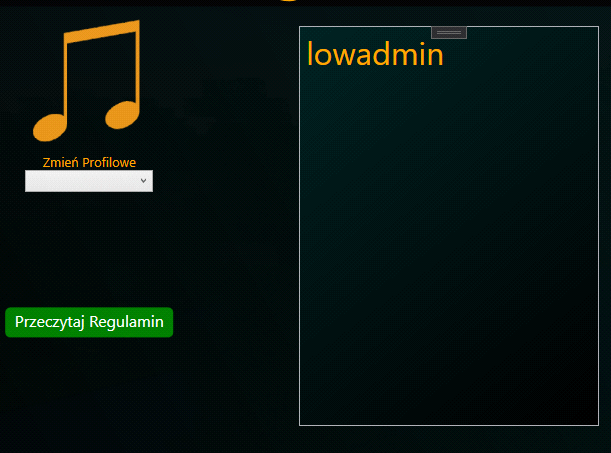 Zmień Profilowe
Przeczytaj Regulamin
lowadmin